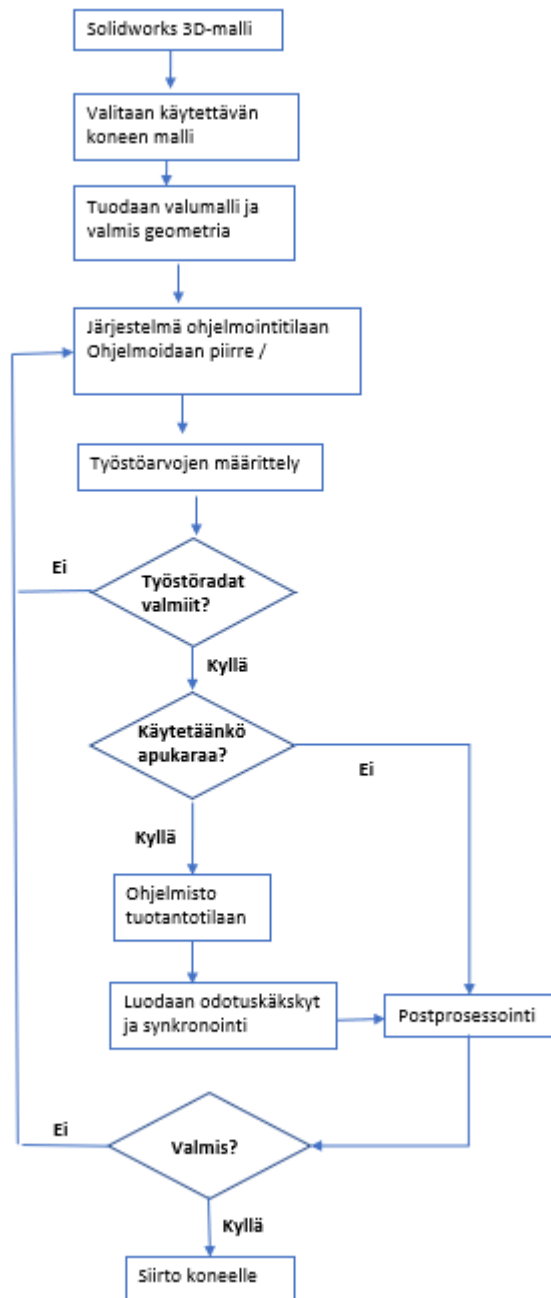 Solidworks 3D-malli
Valitaan käytettävän
koneen malli
Tuodaan valumalli ja
valmis geometria
Järjestelmä ohjelmointitilaan
Ohjelmoidaan piirre /
Työstöarvojen määrittely
Ei
Työstöradat
valmiit?
Kyllä
Käytetäänkö
apukaraa?
Ei
Kyllä
Ohjelmisto
tuotantotilaan
Luodaan odotuskäkskyt
ja synkronointi
Postprosessointi
Ei
Valmis?
Kyllä
Siirto koneelle